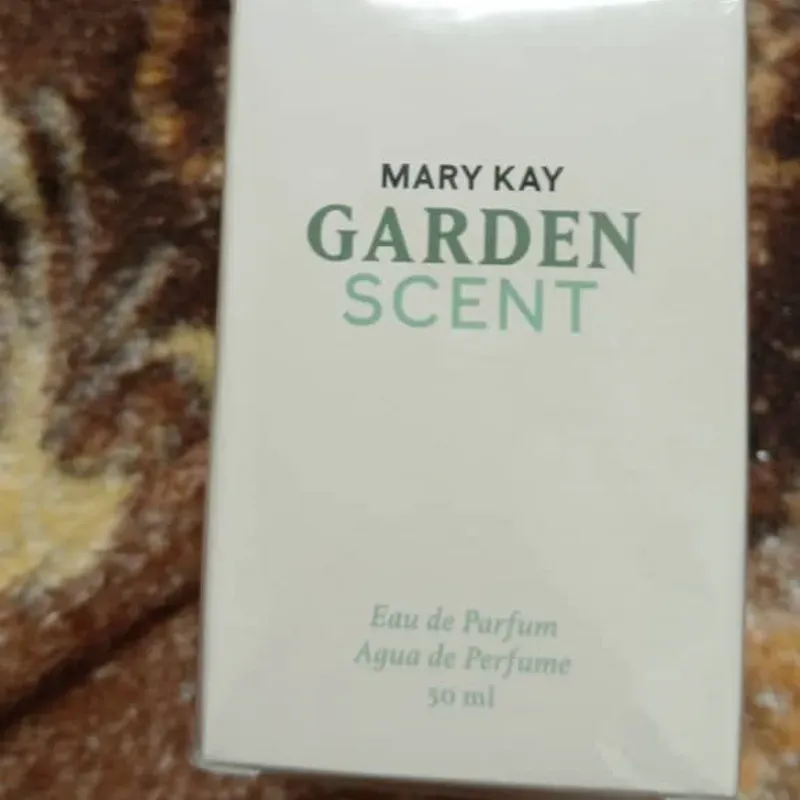 MARY KAY
GARDEN
SCENT
Eau de Parfum
Agua de Perfume
50 ml